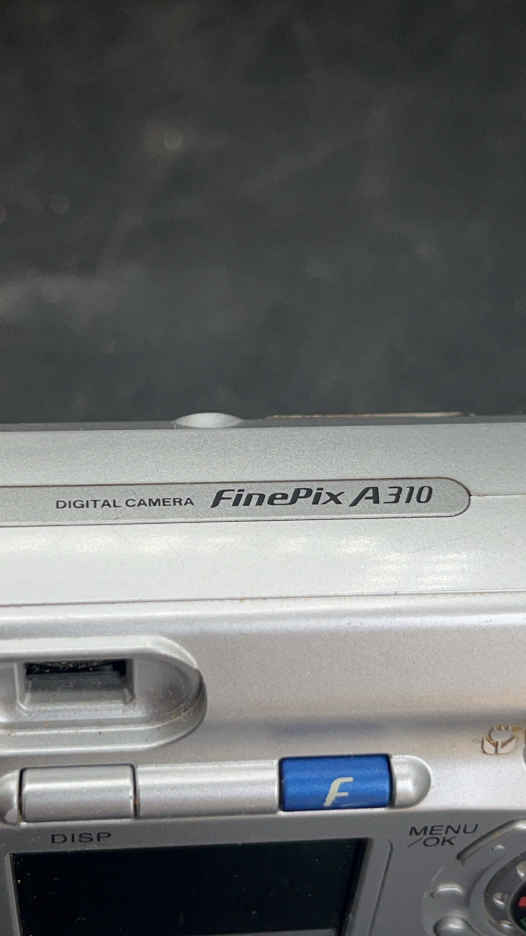 DIGITAL CAMERA FinePix A310
F
DISP
MENU
/OK